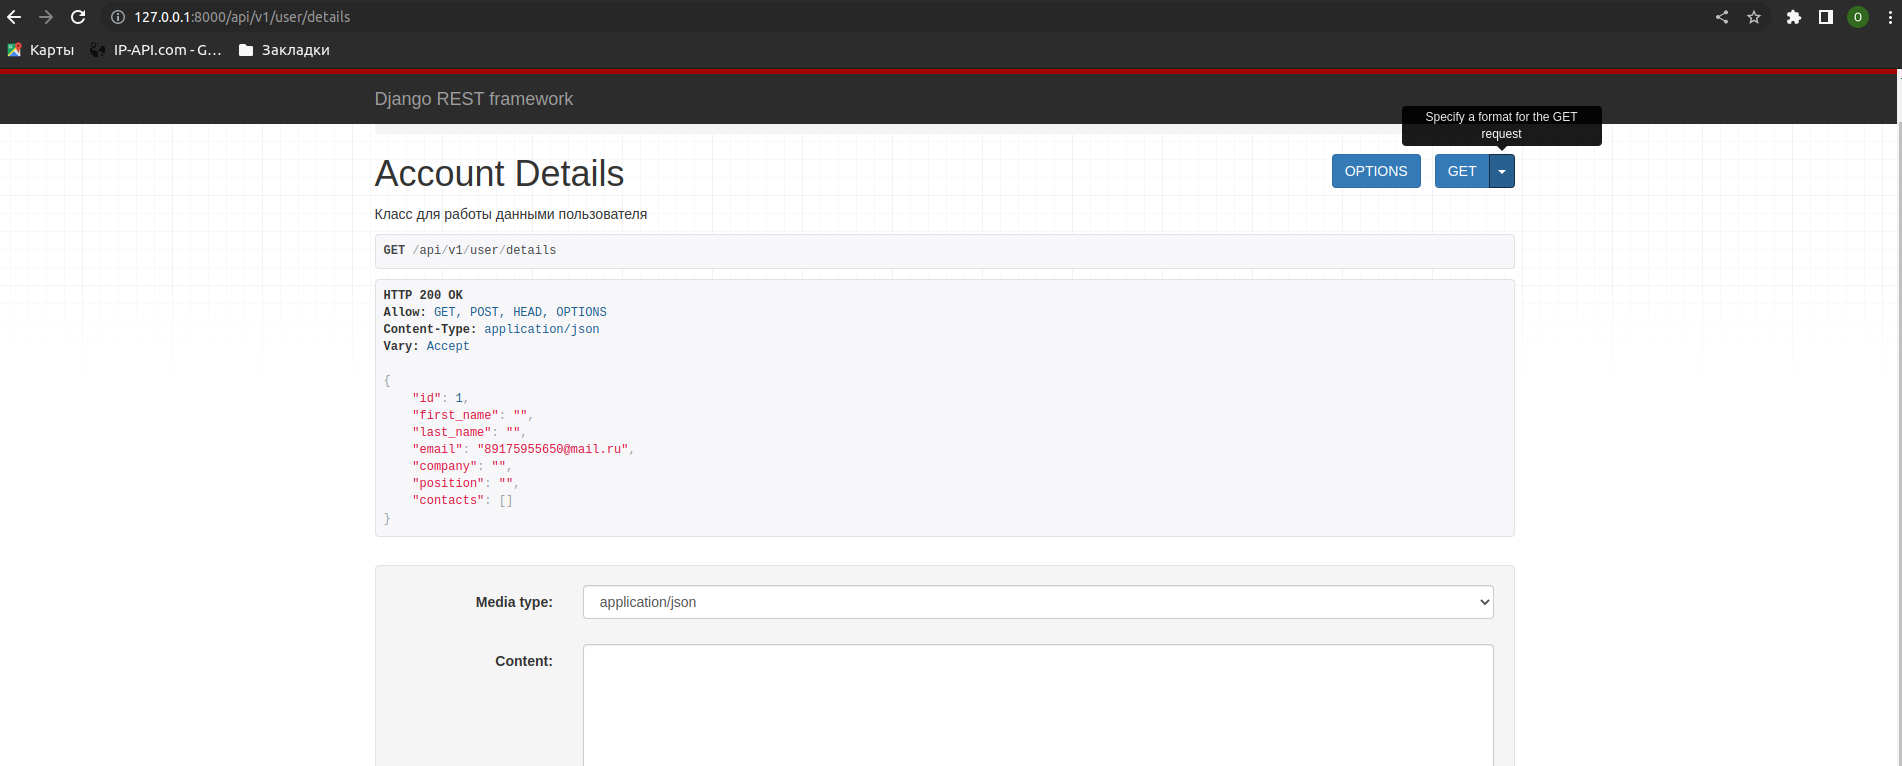 127.0.0.1:8000/api/v1/user/details
O
Карты
IP-API.com - G...
Закладки
Django REST framework
Specify a format for the GET
request
Account Details
OPTIONS
GET
Класс для работы данными пользователя
GET /api/v1/user/details
HTTP 200 OK
Allow: GET, POST, HEAD, OPTIONS
Content-Type: application/json
Vary: Accept
{
"id": 1,
"first_name": "",
"last_name": "",
"email": "89175955650@mail.ru",
"company": "",
"position": "",
"contacts": []
}
Media type:
application/json
Content: